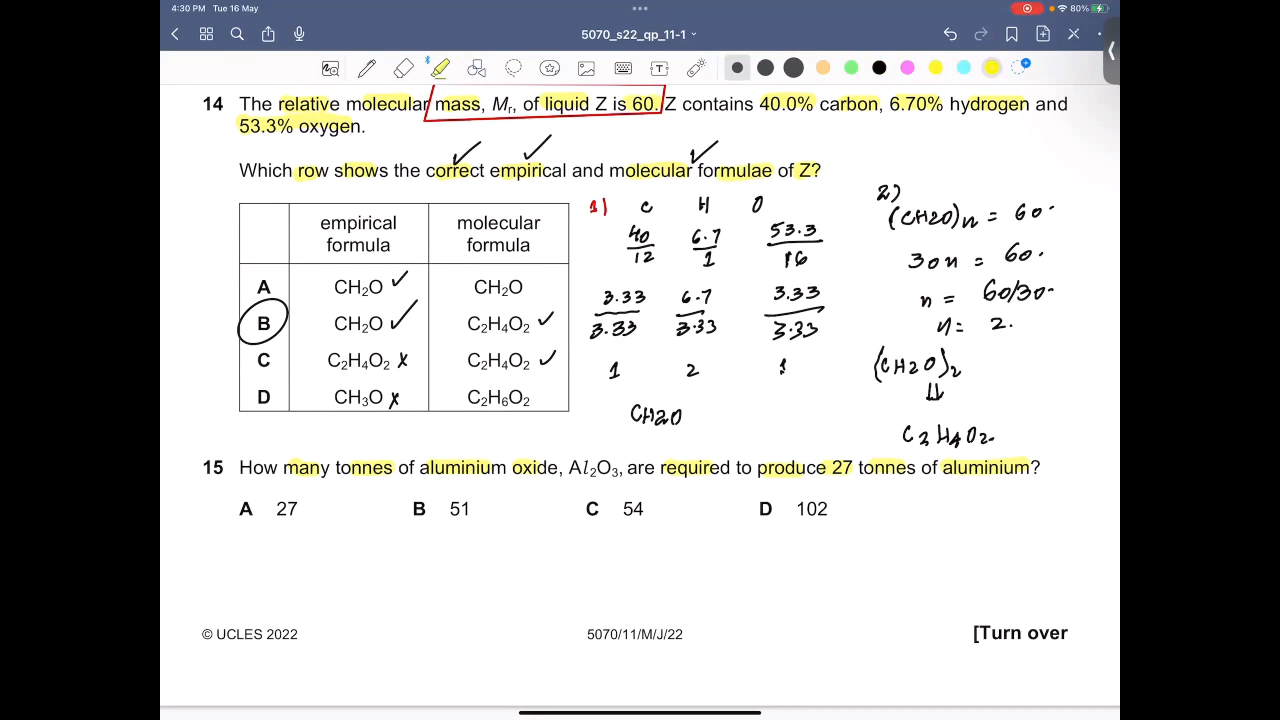 4:30 PM Tue 16 May
80%
5070_s22_qp_11-1
14 The relative molecular mass, Mr, of liquid Z is 60. Z contains 40.0% carbon, 6.70% hydrogen and
53.3% oxygen.
Which row shows the correct empirical and molecular formulae of Z?
empirical formula molecular formula
A CH2O ✓ CH2O
B CH2O ✓ C2H4O2 ✓
C C2H4O2 x C2H4O2 ✓
D CH3O x C2H6O2
1) C H O
40/12 6.7/1 53.3/16
3.33/3.33 6.7/3.33 3.33/3.33
1 2 1
CH2O
2)
(CH2O)n = 60.
30n = 60.
n = 60/30.
n = 2.
(CH2O)2
⇓
C2H4O2.
15 How many tonnes of aluminium oxide, Al2O3, are required to produce 27 tonnes of aluminium?
A 27 B 51 C 54 D 102
© UCLES 2022 5070/11/M/J/22 [Turn over